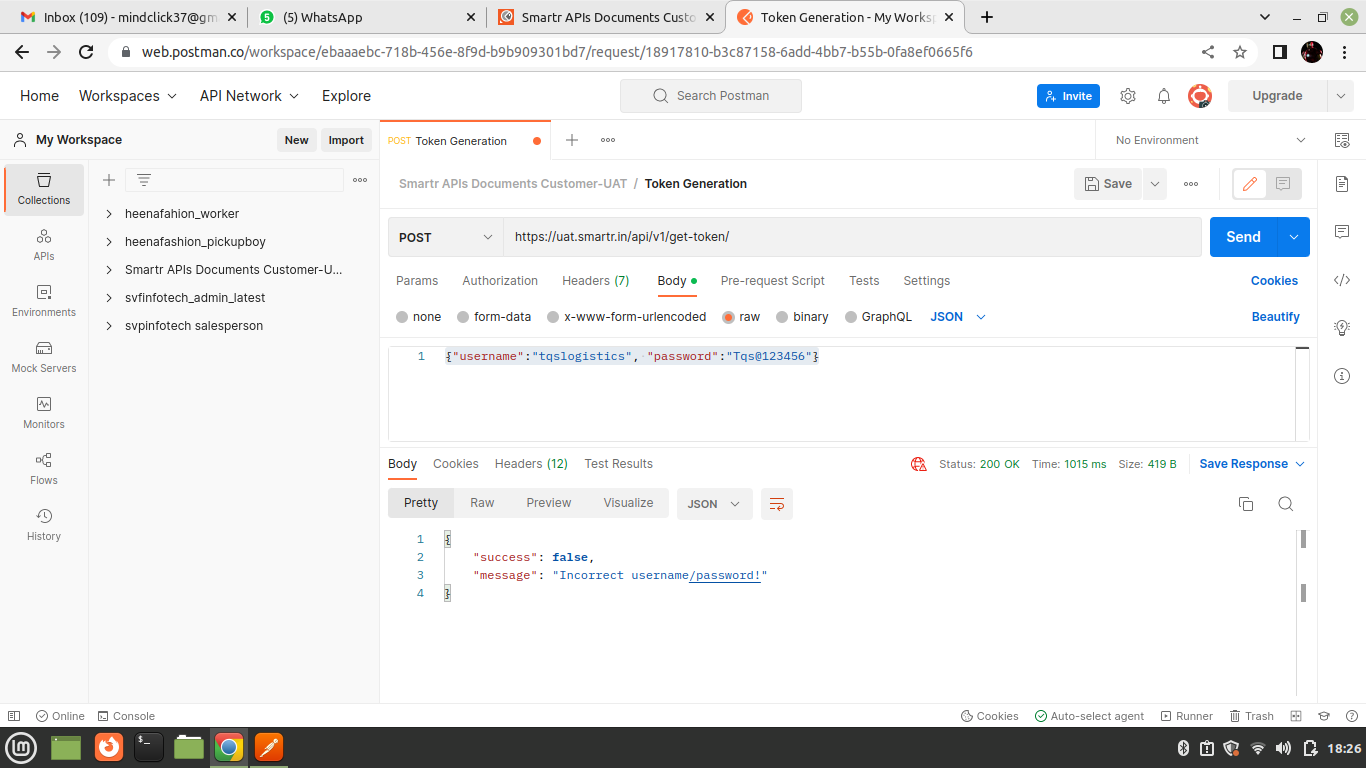 Inbox (109) - mindclick37@gm
(5) WhatsApp
Smartr APIs Documents Custo
Token Generation - My Works
web.postman.co/workspace/ebaaaebc-718b-456e-8f9d-b9b909301bd7/request/18917810-b3c87158-6add-4bb7-b55b-0fa8ef0665f6
Home Workspaces API Network Explore
Search Postman
Invite
Upgrade
My Workspace
New Import
POST Token Generation
No Environment
Collections
APIs
Environments
Mock Servers
Monitors
Flows
History
heenafahion_worker
heenafashion_pickupboy
Smartr APIs Documents Customer-U...
svfinfotech_admin_latest
svpinfotech salesperson
Smartr APIs Documents Customer-UAT / Token Generation
Save
POST https://uat.smartr.in/api/v1/get-token/
Send
Params Authorization Headers (7) Body Pre-request Script Tests Settings Cookies
none form-data x-www-form-urlencoded raw binary GraphQL JSON Beautify
1 {"username":"tqslogistics", "password":"Tqs@123456"}
Body Cookies Headers (12) Test Results
Status: 200 OK Time: 1015 ms Size: 419 B Save Response
Pretty Raw Preview Visualize JSON
1 {
2 "success": false,
3 "message": "Incorrect username/password!"
4 }
Online Console
Cookies Auto-select agent Runner Trash
18:26